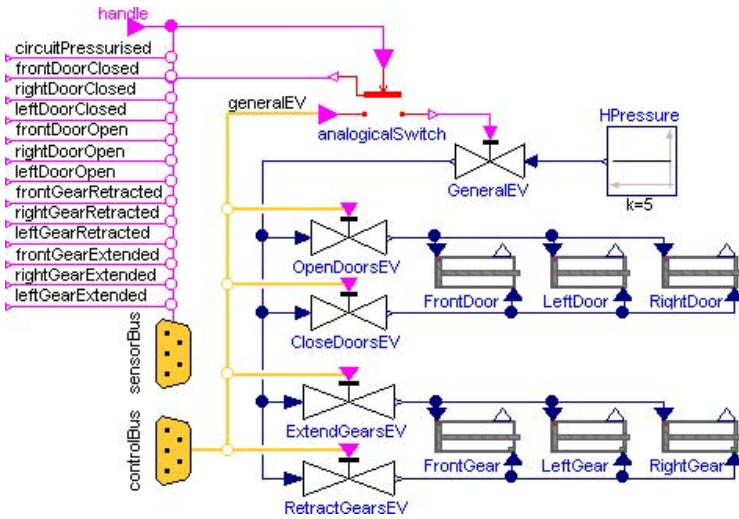 handle
circuitPressurised
frontDoorClosed
rightDoorClosed
leftDoorClosed
frontDoorOpen
rightDoorOpen
leftDoorOpen
frontGearRetracted
rightGearRetracted
leftGearRetracted
frontGearExtended
rightGearExtended
leftGearExtended
sensorBus
controlBus
generalEV
analogicalSwitch
HPressure
GeneralEV
k=5
OpenDoorsEV
FrontDoor
LeftDoor
RightDoor
CloseDoorsEV
ExtendGearsEV
FrontGear
LeftGear
RightGear
RetractGearsEV